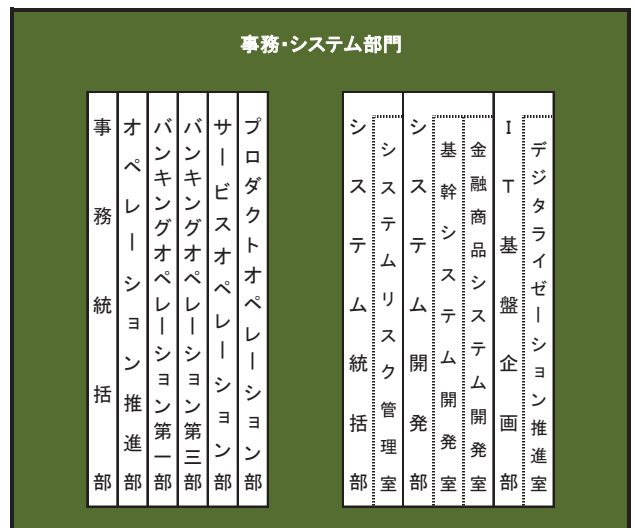 事務・システム部門
事務統括部
オペレーション推進部
バンキングオペレーション第一部
バンキングオペレーション第三部
サービスオペレーション部
プロダクトオペレーション部
システム統括部
システムリスク管理室
システム開発部
基幹システム開発室
金融商品システム開発室
IT基盤企画部
デジタライゼーション推進室